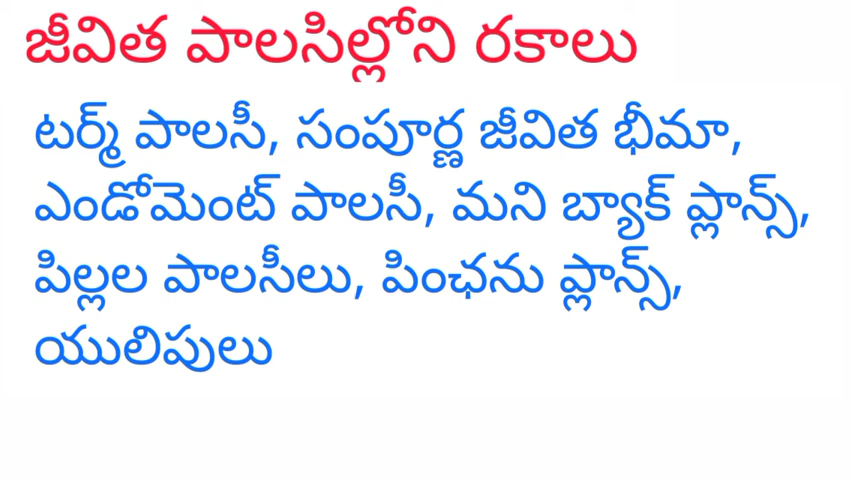 జీవిత పాలసిల్లోని రకాలు
టర్మ్ పాలసీ, సంపూర్ణ జీవిత భీమా,
ఎండోమెంట్ పాలసీ, మని బ్యాక్ ప్లాన్స్,
పిల్లల పాలసీలు, పింఛను ప్లాన్స్,
యులిపులు